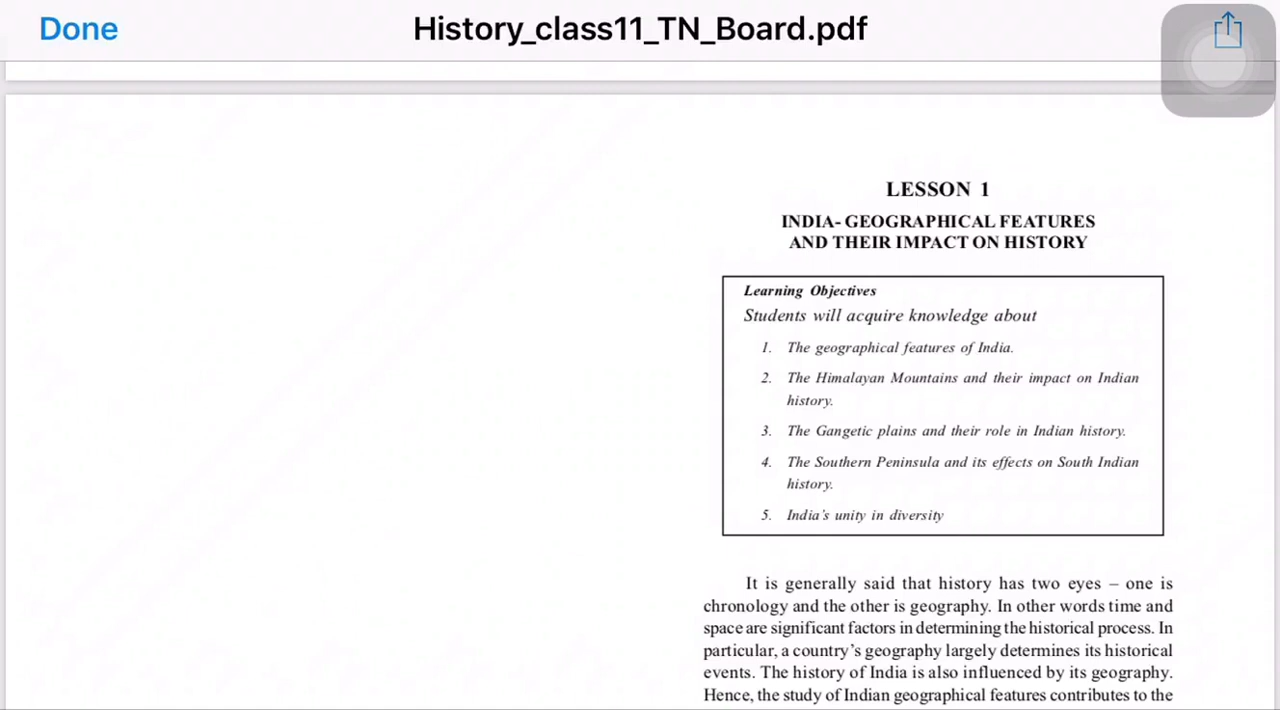 Done
History_class11_TN_Board.pdf
LESSON 1
INDIA- GEOGRAPHICAL FEATURES
AND THEIR IMPACT ON HISTORY
Learning Objectives
Students will acquire knowledge about
1. The geographical features of India.
2. The Himalayan Mountains and their impact on Indian
history.
3. The Gangetic plains and their role in Indian history.
4. The Southern Peninsula and its effects on South Indian
history.
5. India's unity in diversity
It is generally said that history has two eyes – one is
chronology and the other is geography. In other words time and
space are significant factors in determining the historical process. In
particular, a country's geography largely determines its historical
events. The history of India is also influenced by its geography.
Hence, the study of Indian geographical features contributes to the